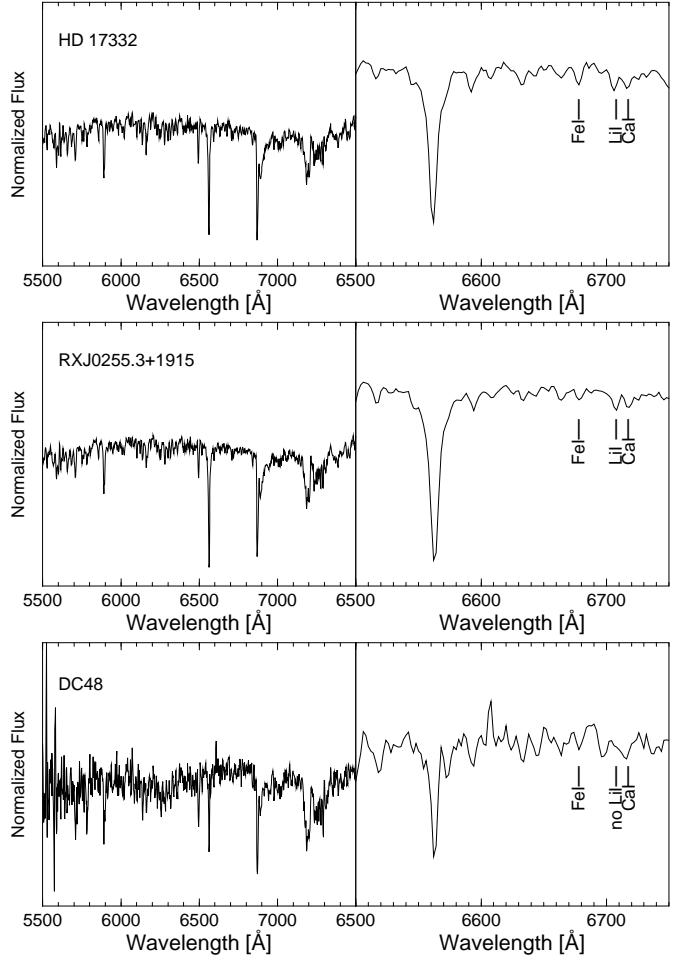 HD 17332
Normalized Flux
FeI
LiI
CaI
5500 6000 6500 7000 6500 6600 6700
Wavelength [Å] Wavelength [Å]
RXJ0255.3+1915
Normalized Flux
FeI
LiI
CaI
5500 6000 6500 7000 6500 6600 6700
Wavelength [Å] Wavelength [Å]
DC48
Normalized Flux
FeI
no LiI
CaI
5500 6000 6500 7000 6500 6600 6700
Wavelength [Å] Wavelength [Å]